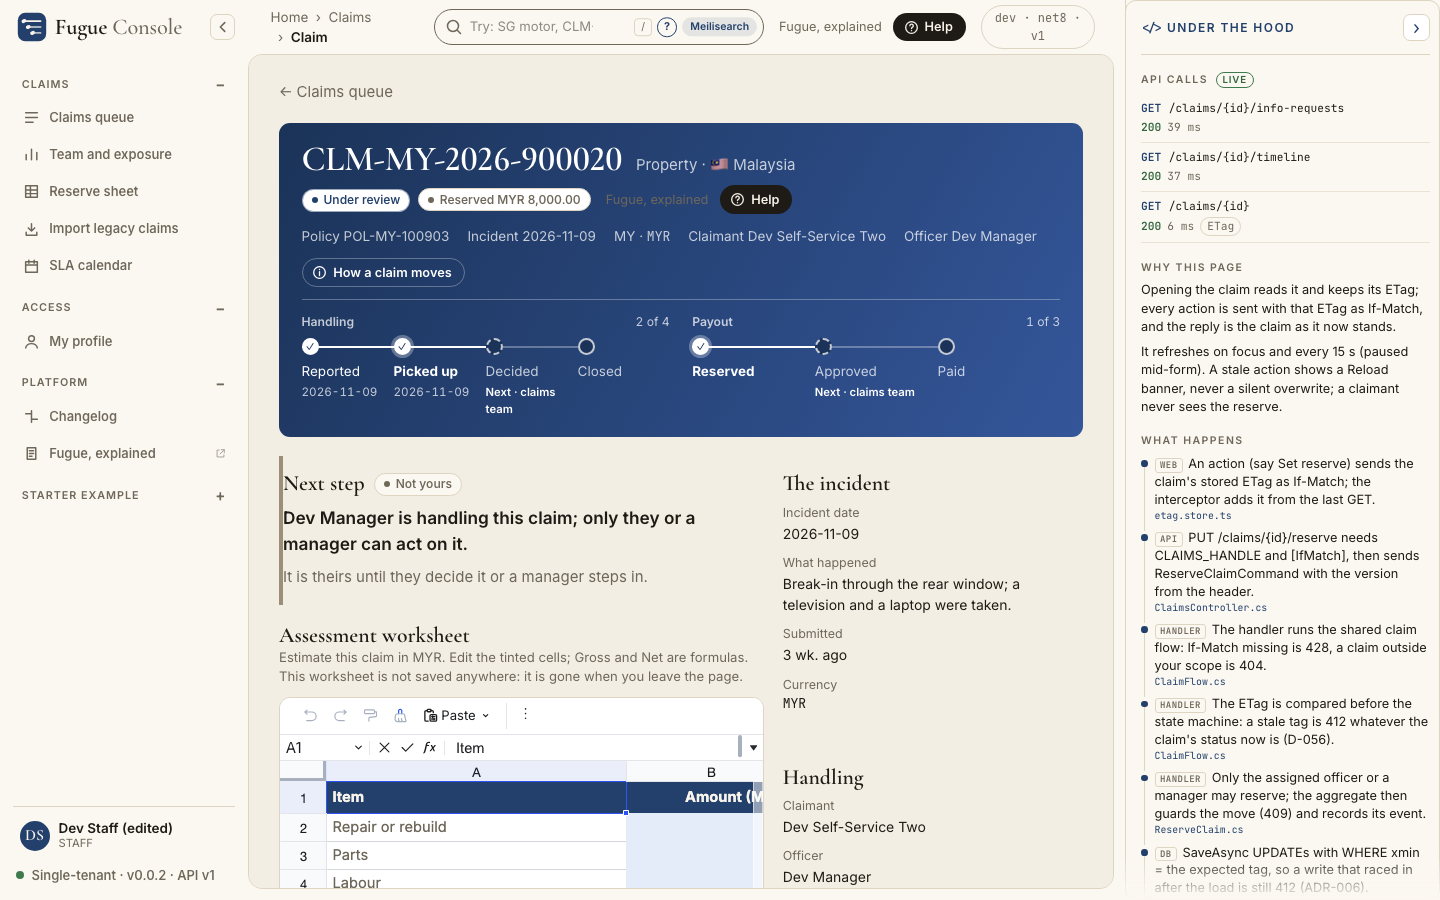 Fugue Console
Home › Claims › Claim
Try: SG motor, CLM-
/
?
Meilisearch
Fugue, explained
Help
dev · net8 · v1
CLAIMS
Claims queue
Team and exposure
Reserve sheet
Import legacy claims
SLA calendar
ACCESS
My profile
PLATFORM
Changelog
Fugue, explained
STARTER EXAMPLE
DS
Dev Staff (edited)
STAFF
Single-tenant · v0.0.2 · API v1
← Claims queue
CLM-MY-2026-900020 Property · 🇲🇾 Malaysia
Under review
Reserved MYR 8,000.00
Fugue, explained
Help
Policy POL-MY-100903 Incident 2026-11-09 MY · MYR Claimant Dev Self-Service Two Officer Dev Manager
How a claim moves
Handling 2 of 4
Reported Picked up Decided Closed
2026-11-09 2026-11-09 Next · claims team
Payout 1 of 3
Reserved Approved Paid
Next · claims team
Next step
Not yours
Dev Manager is handling this claim; only they or a
manager can act on it.
It is theirs until they decide it or a manager steps in.
Assessment worksheet
Estimate this claim in MYR. Edit the tinted cells; Gross and Net are formulas.
This worksheet is not saved anywhere: it is gone when you leave the page.
Paste
A1 fx Item
A B
1 Item Amount (M
2 Repair or rebuild
3 Parts
4 Labour
The incident
Incident date
2026-11-09
What happened
Break-in through the rear window; a
television and a laptop were taken.
Submitted
3 wk. ago
Currency
MYR
Handling
Claimant
Dev Self-Service Two
Officer
Dev Manager
</> UNDER THE HOOD
API CALLS LIVE
GET /claims/{id}/info-requests
200 39 ms
GET /claims/{id}/timeline
200 37 ms
GET /claims/{id}
200 6 ms ETag
WHY THIS PAGE
Opening the claim reads it and keeps its ETag;
every action is sent with that ETag as If-Match,
and the reply is the claim as it now stands.
It refreshes on focus and every 15 s (paused
mid-form). A stale action shows a Reload
banner, never a silent overwrite; a claimant
never sees the reserve.
WHAT HAPPENS
WEB An action (say Set reserve) sends the
claim's stored ETag as If-Match; the
interceptor adds it from the last GET.
etag.store.ts
API PUT /claims/{id}/reserve needs
CLAIMS_HANDLE and [IfMatch], then sends
ReserveClaimCommand with the version
from the header.
ClaimsController.cs
HANDLER The handler runs the shared claim
flow: If-Match missing is 428, a claim outside
your scope is 404.
ClaimFlow.cs
HANDLER The ETag is compared before the
state machine: a stale tag is 412 whatever the
claim's status now is (D-056).
ClaimFlow.cs
HANDLER Only the assigned officer or a
manager may reserve; the aggregate then
guards the move (409) and records its event.
ReserveClaim.cs
DB SaveAsync UPDATEs with WHERE xmin
= the expected tag, so a write that raced in
after the load is still 412 (ADR-006).